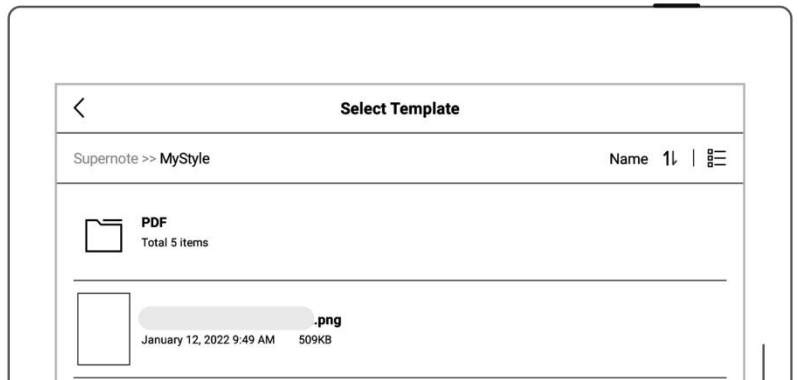 Select Template
Supernote >> MyStyle
Name
PDF
Total 5 items
.png
January 12, 2022 9:49 AM 509KB